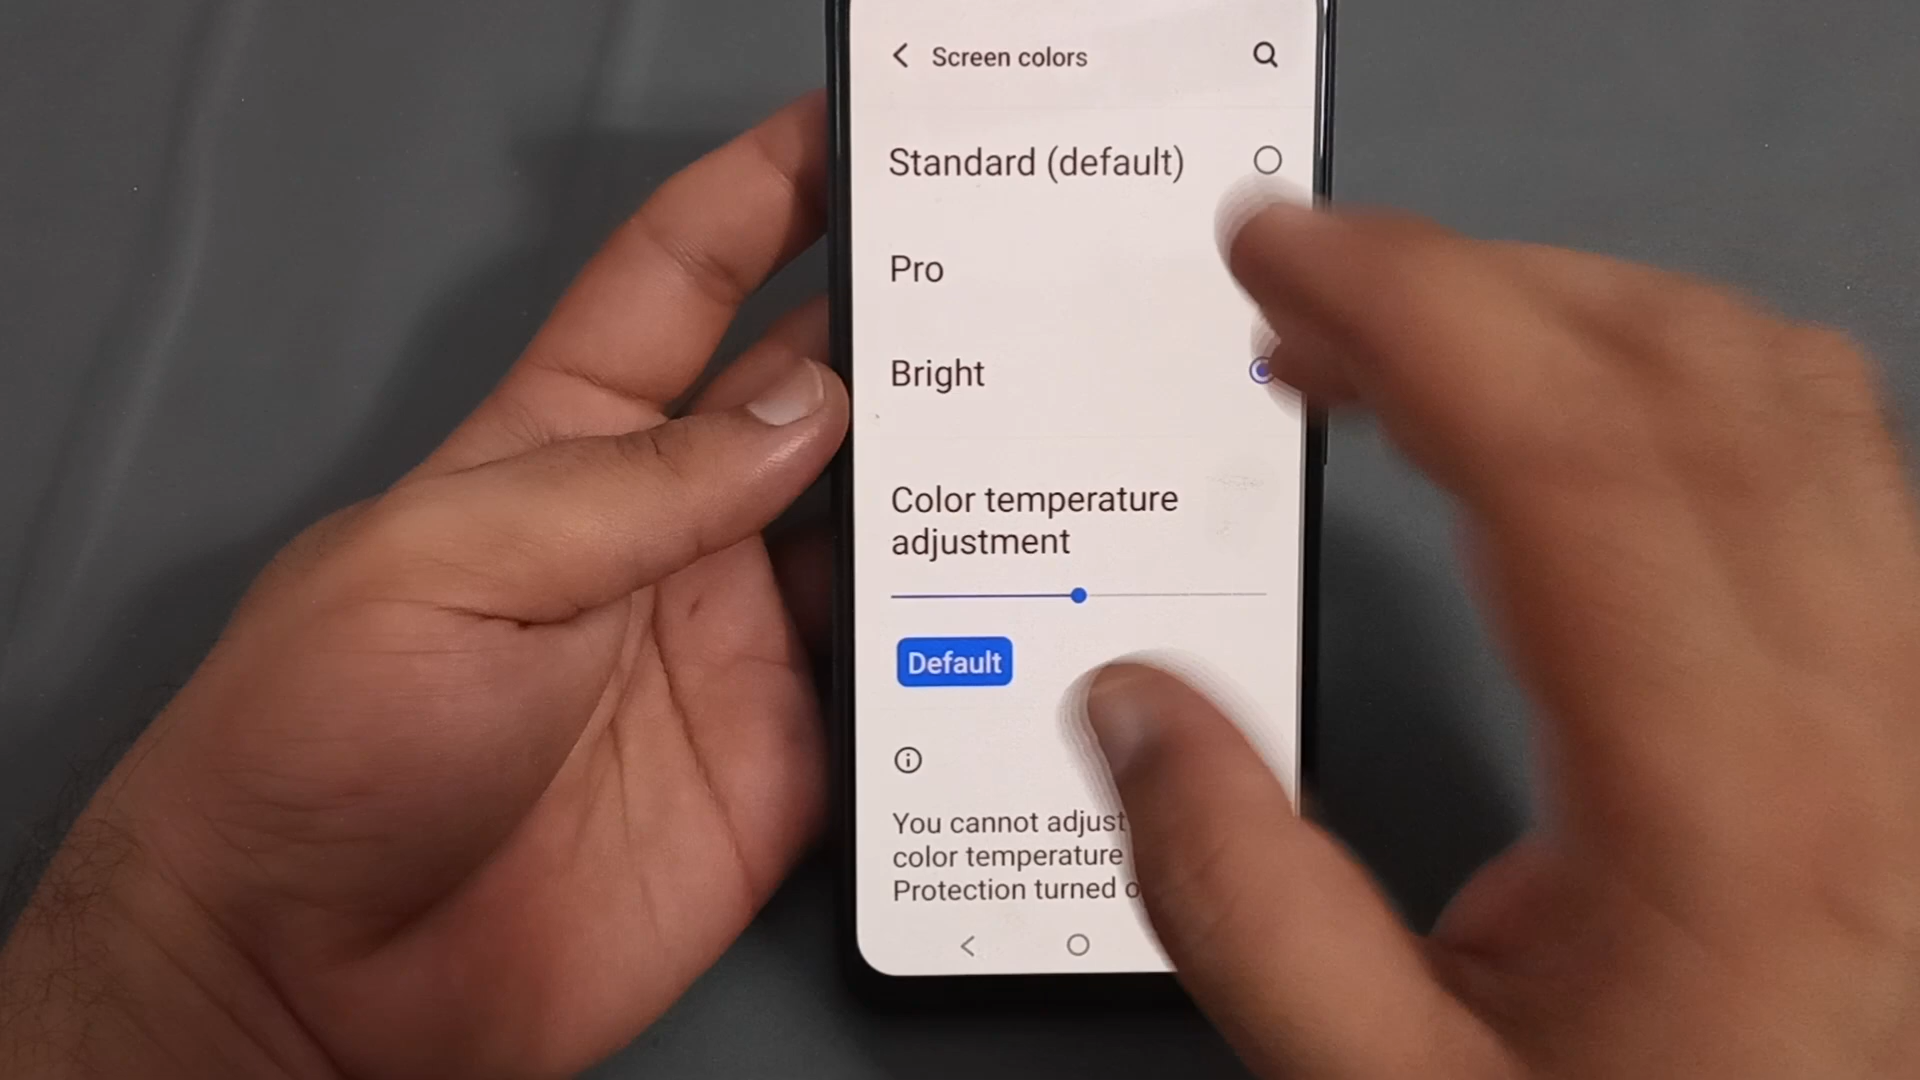 Screen colors
Standard (default)
Pro
Bright
Color temperature
adjustment
Default
You cannot adjust
color temperature
Protection turned